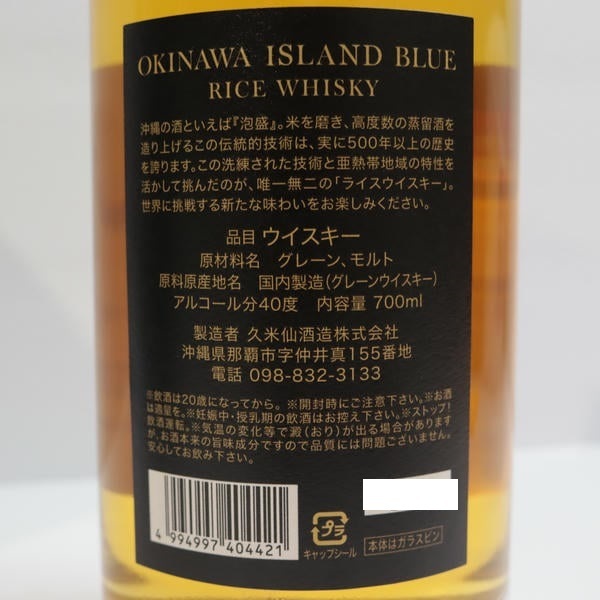 OKINAWA ISLAND BLUE
RICE WHISKY
沖縄の酒といえば『泡盛』。米を磨き、高度数の蒸留酒を
造り上げるこの伝統的技術は、実に500年以上の歴史
を誇ります。この洗練された技術と亜熱帯地域の特性を
活かして挑んだのが、唯一無二の「ライスウイスキー」。
世界に挑戦する新たな味わいをお楽しみください。
品目 ウイスキー
原材料名 グレーン、モルト
原料原産地名 国内製造(グレーンウイスキー)
アルコール分40度 内容量 700ml
製造者 久米仙酒造株式会社
沖縄県那覇市字仲井真155番地
電話 098-832-3133
※飲酒は20歳になってから。※開封時にご注意下さい。※お酒
は適量を。※妊娠中・授乳期の飲酒はお控え下さい。※ストップ!
飲酒運転。※気温の変化等で澱(おり)が出る場合があります
が、お酒本来の旨味成分ですので品質には問題ございません。
安心してお飲み下さい。
4 994997 404421
プラ
キャップシール
本体はガラスビン